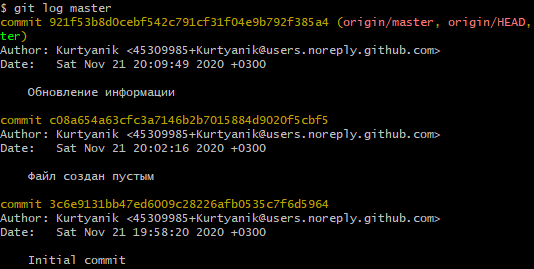 $ git log master
commit 921f53b8d0cebf542c791cf31f04e9b792f385a4 (origin/master, origin/HEAD,
ter)
Author: Kurtyanik <45309985+Kurtyanik@users.noreply.github.com>
Date:   Sat Nov 21 20:09:49 2020 +0300
Обновление информации
commit c08a654a63cfc3a7146b2b7015884d9020f5cbf5
Author: Kurtyanik <45309985+Kurtyanik@users.noreply.github.com>
Date:   Sat Nov 21 20:02:16 2020 +0300
Файл создан пустым
commit 3c6e9131bb47ed6009c28226afb0535c7f6d5964
Author: Kurtyanik <45309985+Kurtyanik@users.noreply.github.com>
Date:   Sat Nov 21 19:58:20 2020 +0300
Initial commit